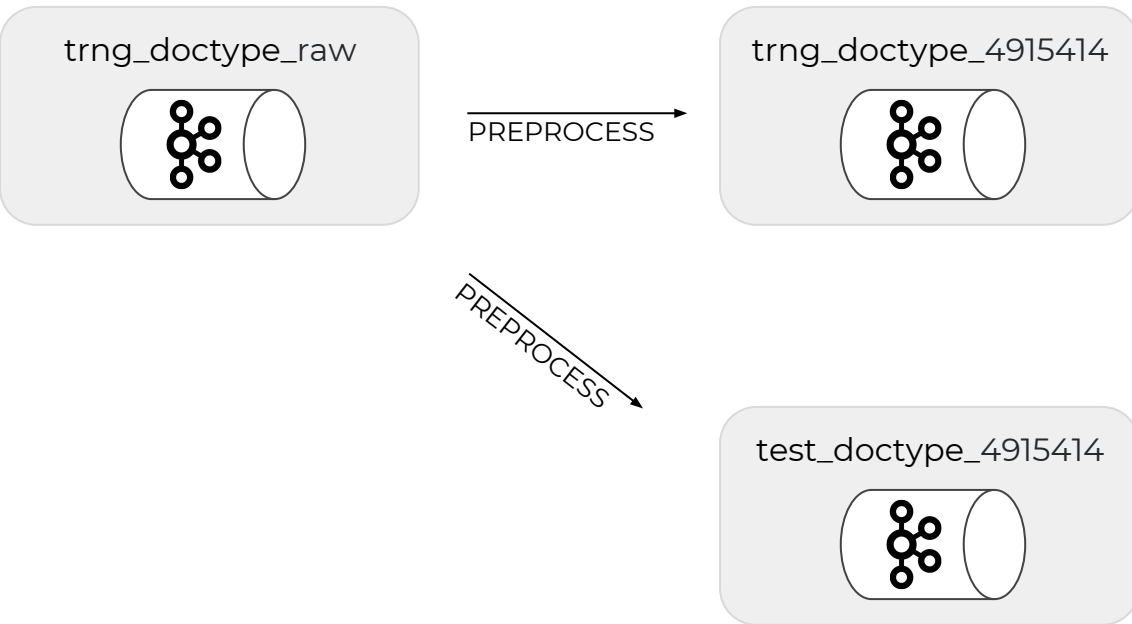 trng_doctype_raw
trng_doctype_4915414
PREPROCESS
PREPROCESS
test_doctype_4915414